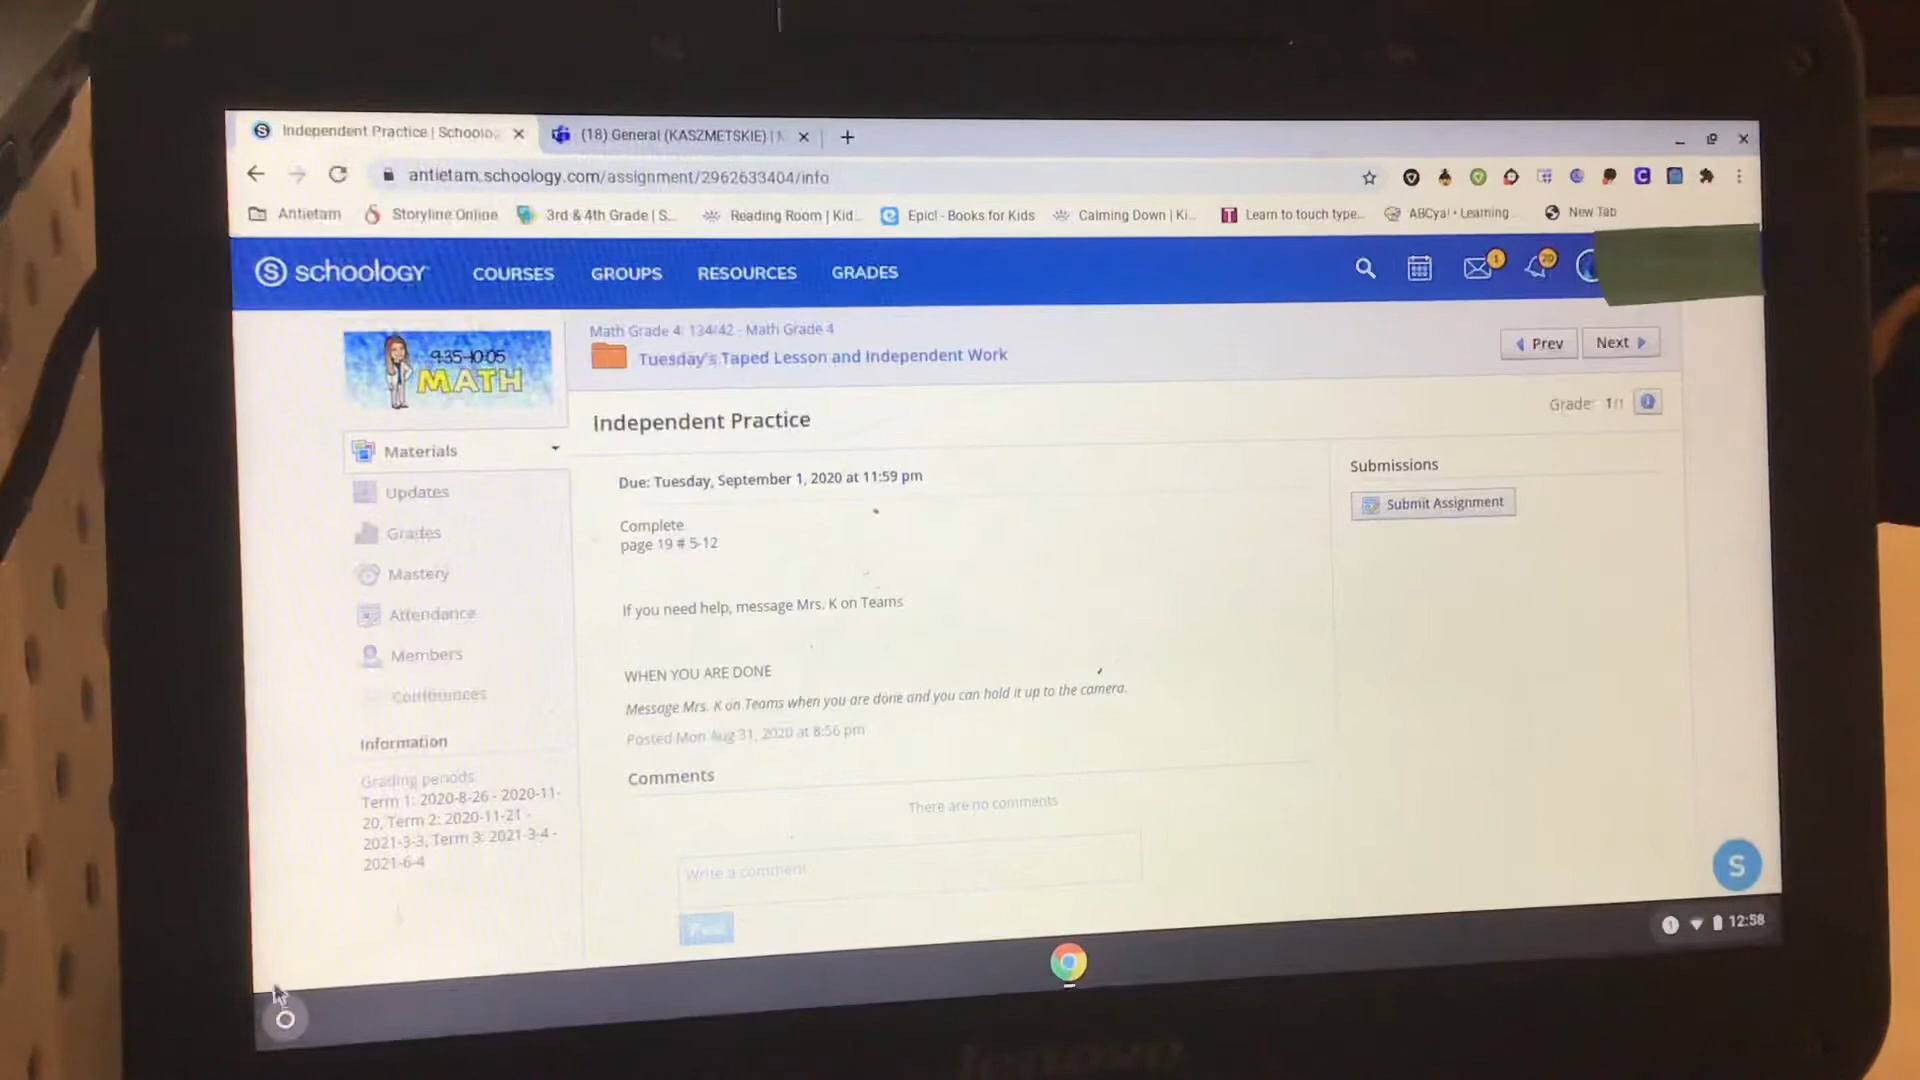 Independent Practice | Schoolo
(18) General (KASZMETSKIE) |
antietam.schoology.com/assignment/2962633404/info
Antietam
Storyline Online
3rd & 4th Grade | S...
Reading Room | Kid...
Epic! - Books for Kids
Calming Down | Ki...
Learn to touch type...
ABCya! • Learning...
New Tab
schoology
COURSES
GROUPS
RESOURCES
GRADES
1
20
9:35-10:05
MATH
Math Grade 4: 134/42 - Math Grade 4
Tuesday's Taped Lesson and Independent Work
Prev
Next
Independent Practice
Grade: 1/1
Materials
Updates
Grades
Mastery
Attendance
Members
Conferences
Information
Grading periods
Term 1: 2020-8-26 - 2020-11-
20, Term 2: 2020-11-21 -
2021-3-3, Term 3: 2021-3-4 -
2021-6-4
Due: Tuesday, September 1, 2020 at 11:59 pm
Complete
page 19 # 5-12
If you need help, message Mrs. K on Teams
WHEN YOU ARE DONE
Message Mrs. K on Teams when you are done and you can hold it up to the camera.
Posted Mon Aug 31, 2020 at 8:56 pm
Comments
There are no comments
Write a comment
Post
Submissions
Submit Assignment
S
1
12:58
lenovo